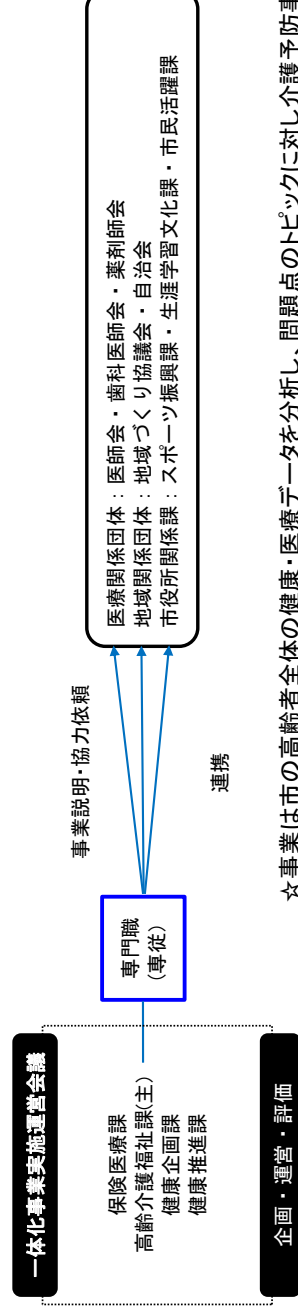 一体化事業実施運営会議
保険医療課
高齢介護福祉課(主)
健康企画課
健康推進課
企画・運営・評価
専門職
(専従)
事業説明・協力依頼
連携
医療関係団体：医師会・歯科医師会・薬剤師会
地域関係団体：地域づくり協議会・自治会
市役所関係課：スポーツ振興課・生涯学習文化課・市民活躍課
☆事業は市の高齢者全体の健康・医療データを分析し、問題点のトピックに対し介護予防事